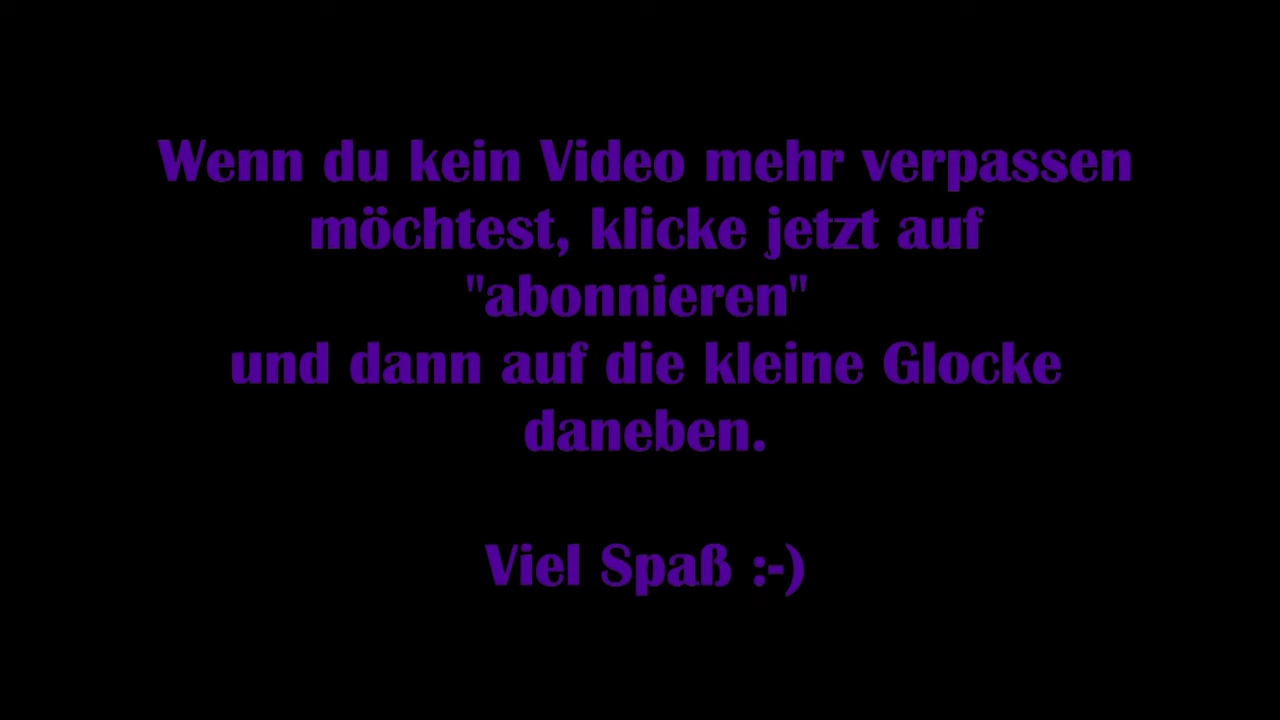 Wenn du kein Video mehr verpassen
möchtest, klicke jetzt auf
"abonnieren"
und dann auf die kleine Glocke
daneben.
Viel Spaß :-)